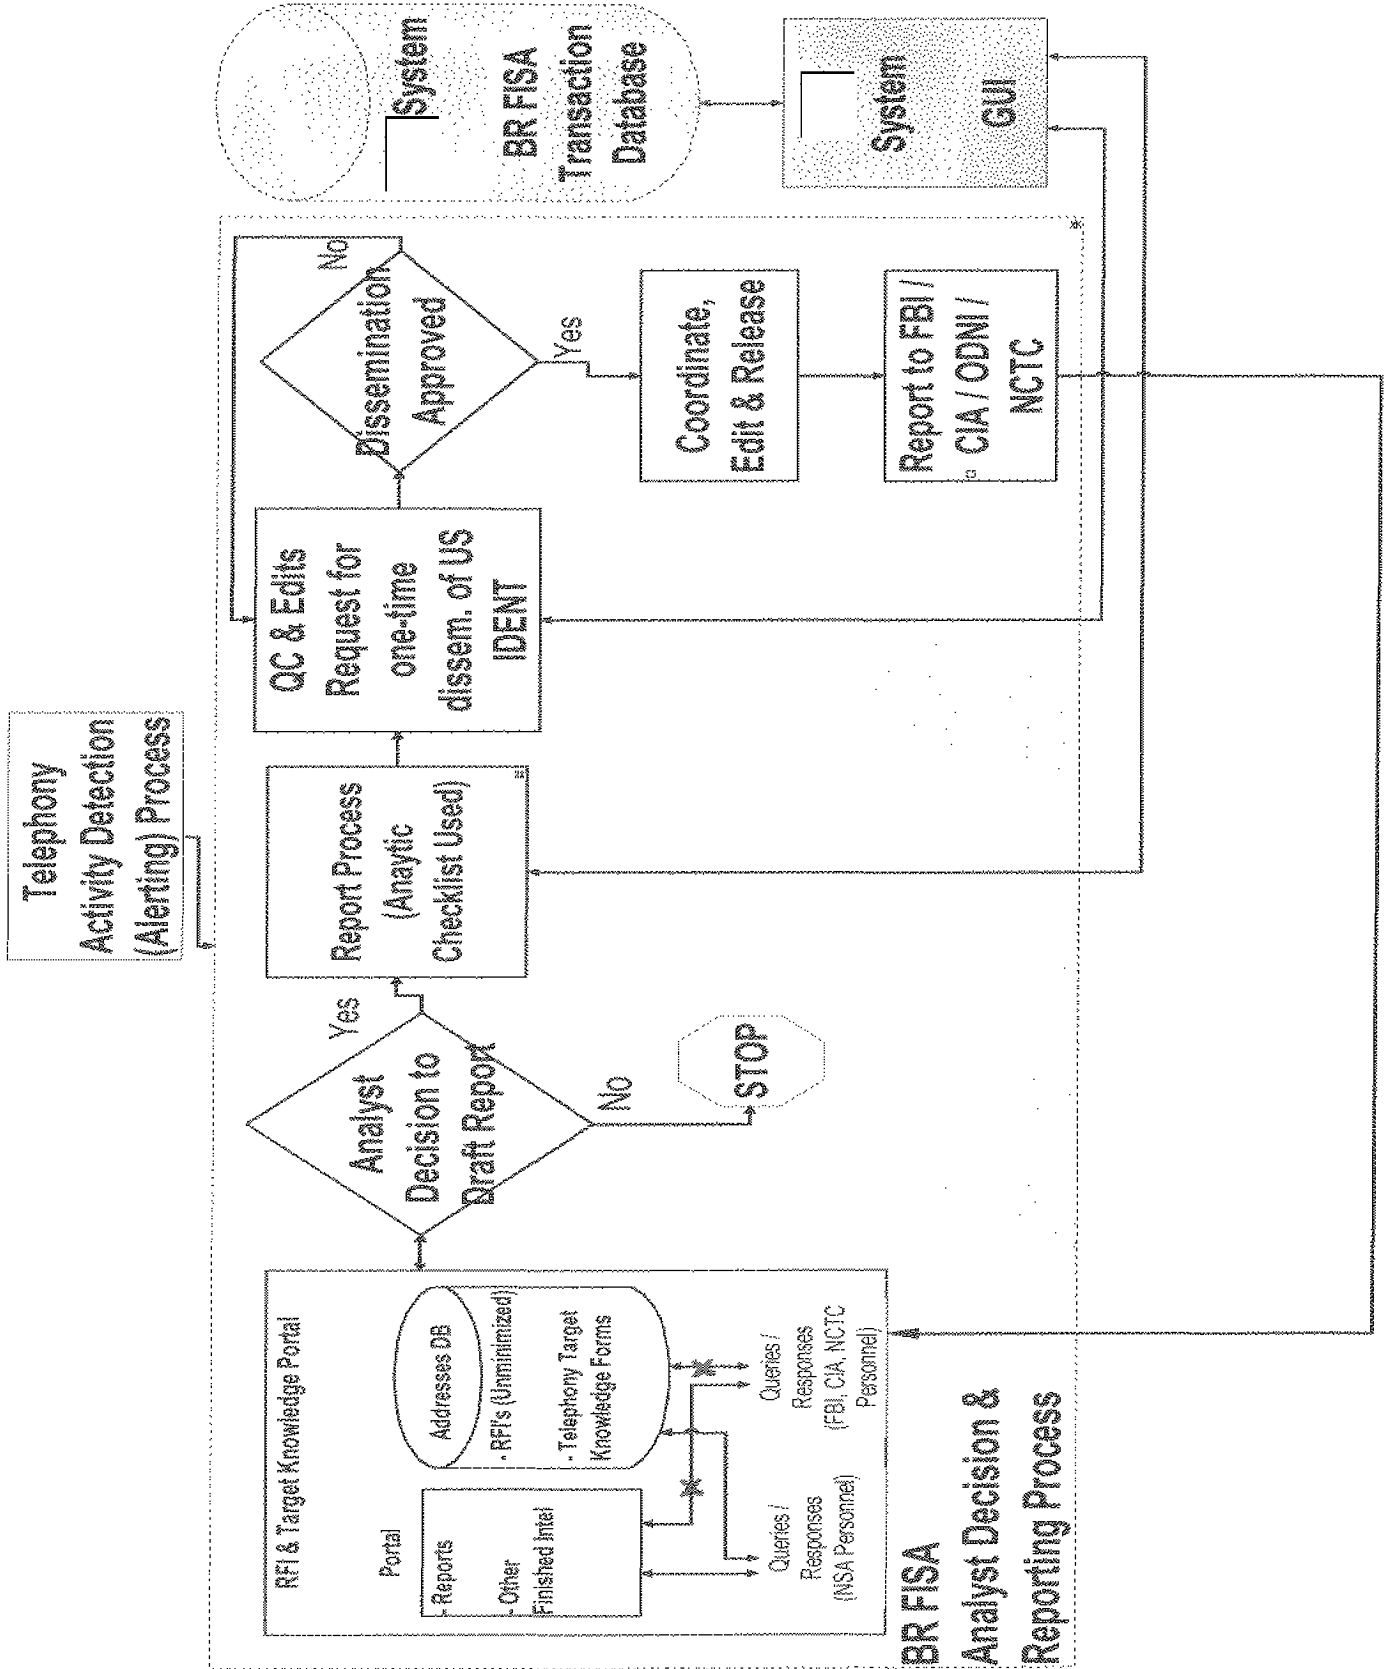 Telephony
Activity Detection
(Alerting) Process
RFI & Target Knowledge Portal
Portal
- Reports
- Other
Finished Intel
Addresses DB
- RFI's (Unminimized)
- Telephony Target
Knowledge Forms
Queries /
Responses
(NSA Personnel)
Queries /
Responses
(FBI, CIA, NCTC
Personnel)
Analyst
Decision to
Draft Report
Yes
No
STOP
Report Process
(Anaytic
Checklist Used)
QC & Edits
Request for
one-time
dissem. of US
IDENT
Dissemination
Approved
No
Yes
Coordinate,
Edit & Release
Report to FBI /
CIA / ODNI /
NCTC
System
BR FISA
Transaction
Database
System
GUI
BR FISA
Analyst Decision &
Reporting Process